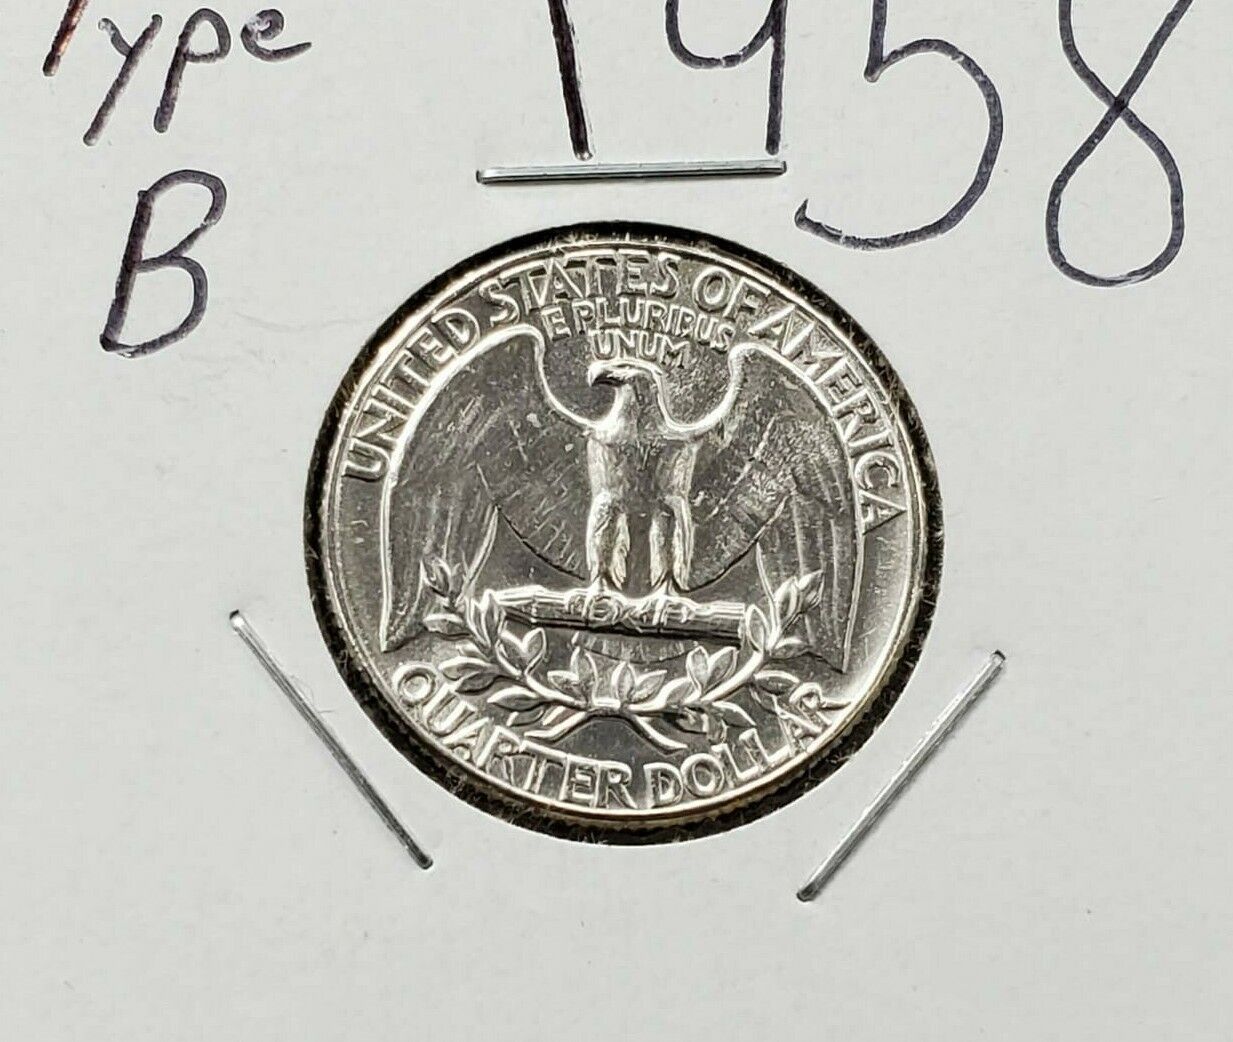 Type 1958
B
UNITED STATES OF AMERICA
E PLURIBUS
UNUM
QUARTER DOLLAR